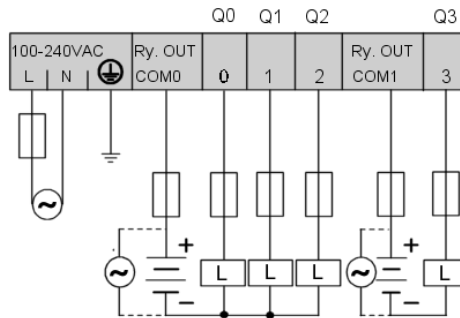 Q0 Q1 Q2 Q3
100-240VAC Ry. OUT Ry. OUT
L N COM0 0 1 2 COM1 3
~
+ +
~ L L L ~ L
− −